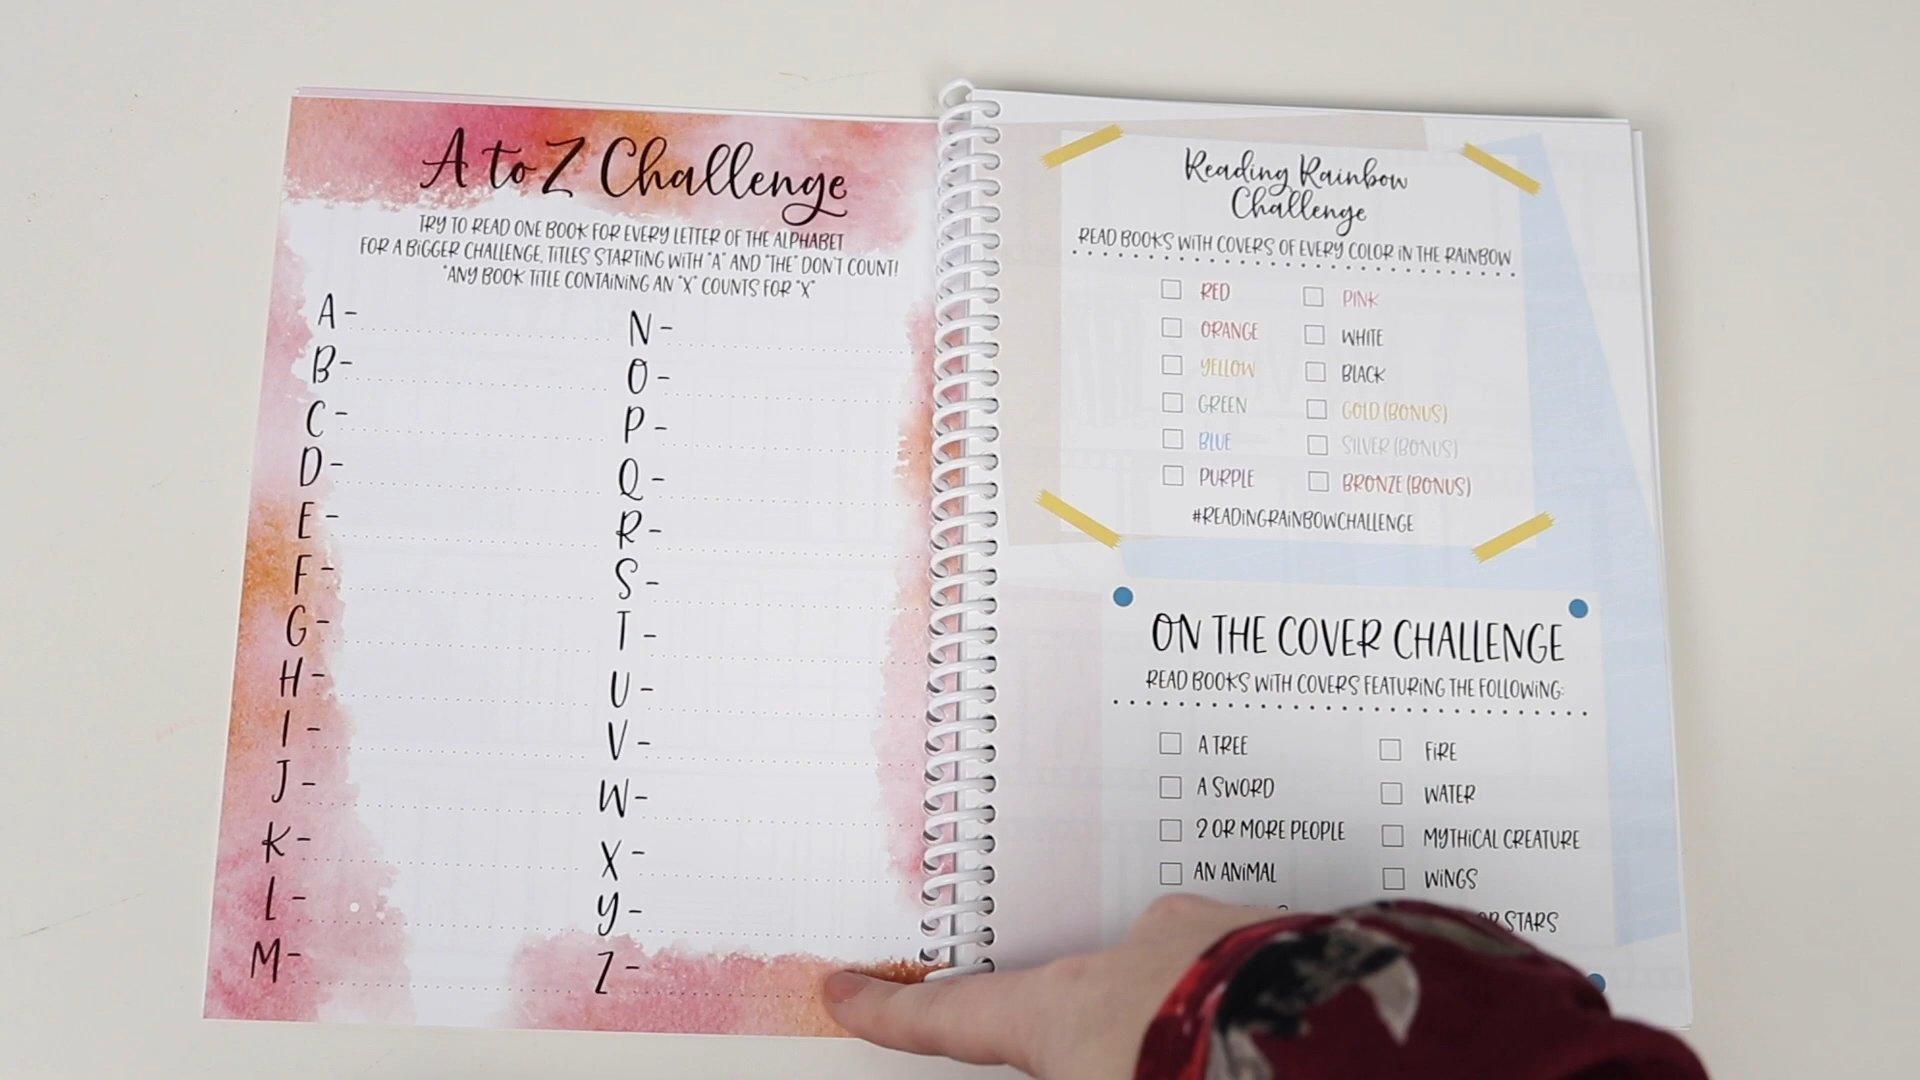 A to Z Challenge
TRY TO READ ONE BOOK FOR EVERY LETTER OF THE ALPHABET
FOR A BIGGER CHALLENGE, TITLES STARTING WITH "A" AND "THE" DON'T COUNT!
*ANY BOOK TITLE CONTAINING AN "X" COUNTS FOR "X"
A -
B -
C -
D -
E -
F -
G -
H -
I -
J -
K -
L -
M -
N -
O -
P -
Q -
R -
S -
T -
U -
V -
W -
X -
Y -
Z -
Reading Rainbow
Challenge
READ BOOKS WITH COVERS OF EVERY COLOR IN THE RAINBOW
RED
ORANGE
YELLOW
GREEN
BLUE
PURPLE
PINK
WHITE
BLACK
GOLD (BONUS)
SILVER (BONUS)
BRONZE (BONUS)
#READINGRAINBOWCHALLENGE
ON THE COVER CHALLENGE
READ BOOKS WITH COVERS FEATURING THE FOLLOWING:
A TREE
A SWORD
2 OR MORE PEOPLE
AN ANIMAL
FIRE
WATER
MYTHICAL CREATURE
WINGS
OR STARS